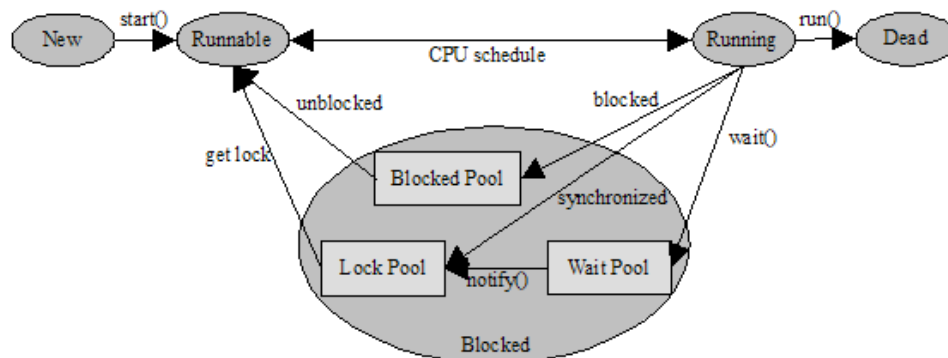 start()
run()
New
Runnable
Running
Dead
CPU schedule
unblocked
blocked
get lock
wait()
Blocked Pool
synchronized
Lock Pool
notify()
Wait Pool
Blocked